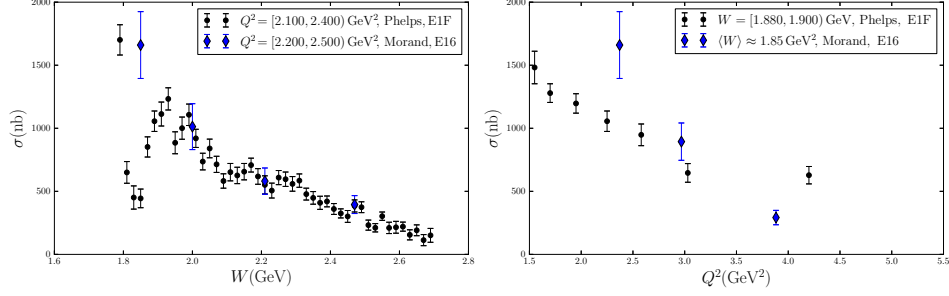 Q² = [2.100, 2.400) GeV², Phelps, E1F
Q² = [2.200, 2.500) GeV², Morand, E16
2000
1500
1000
500
0
σ(nb)
1.6 1.8 2.0 2.2 2.4 2.6 2.8
W(GeV)
W = [1.880, 1.900) GeV, Phelps, E1F
⟨W⟩ ≈ 1.85 GeV², Morand, E16
2000
1500
1000
500
0
σ(nb)
1.5 2.0 2.5 3.0 3.5 4.0 4.5 5.0 5.5
Q²(GeV²)